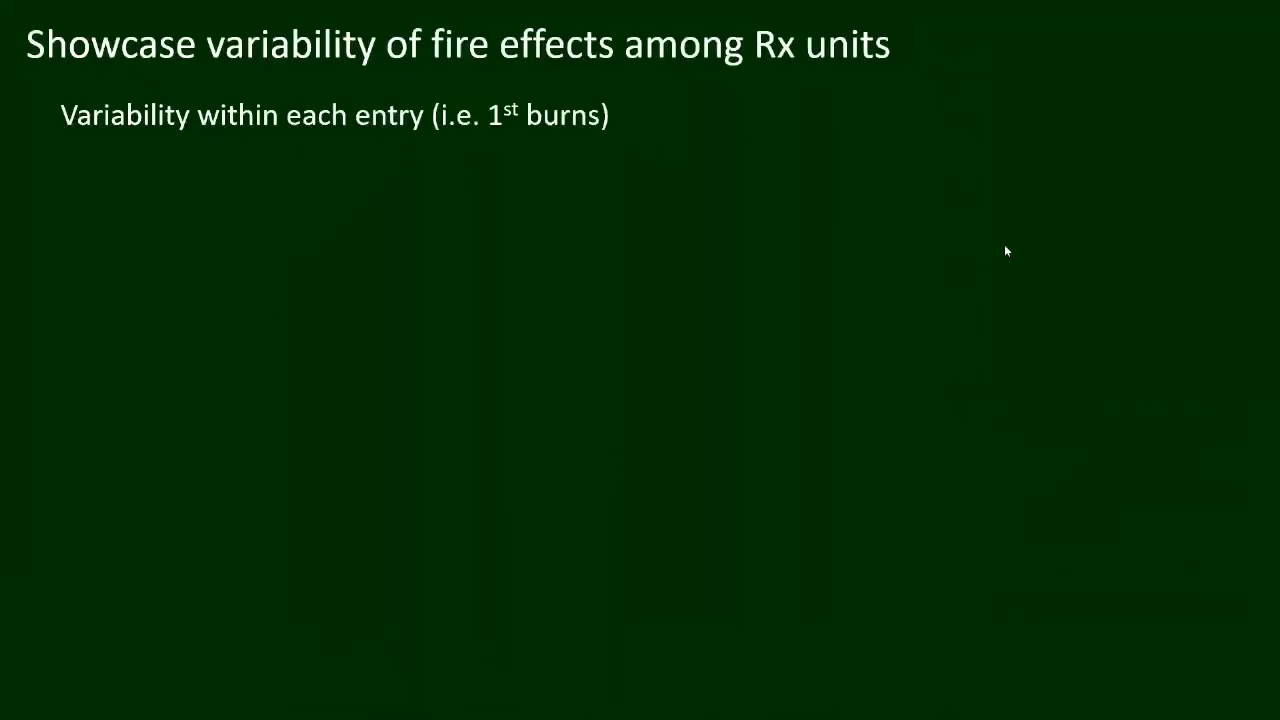 Showcase variability of fire effects among Rx units
Variability within each entry (i.e. 1st burns)